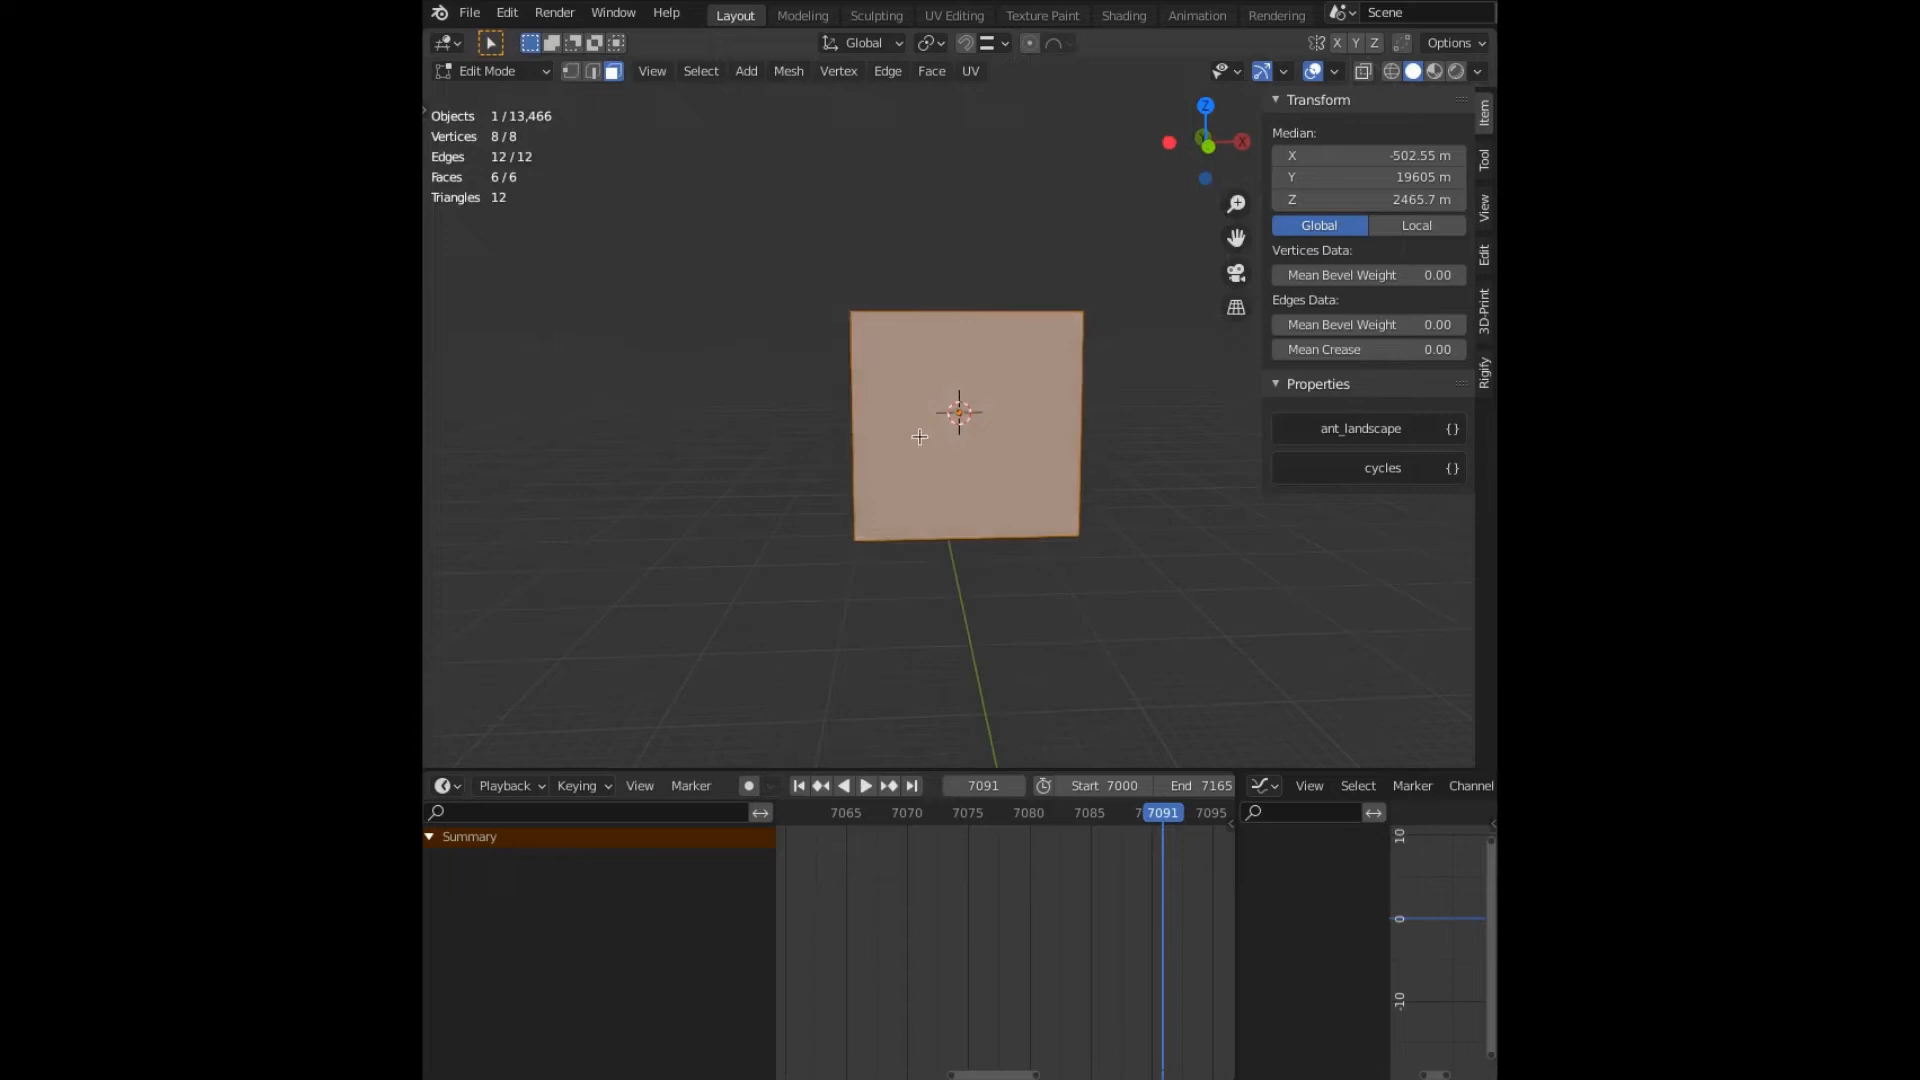 File Edit Render Window Help Layout Modeling Sculpting UV Editing Texture Paint Shading Animation Rendering Scene
Global X Y Z Options
Edit Mode View Select Add Mesh Vertex Edge Face UV
Objects 1 / 13,466
Vertices 8 / 8
Edges 12 / 12
Faces 6 / 6
Triangles 12
Z
X
Transform
Median:
X -502.55 m
Y 19605 m
Z 2465.7 m
Global Local
Vertices Data:
Mean Bevel Weight 0.00
Edges Data:
Mean Bevel Weight 0.00
Mean Crease 0.00
Properties
ant_landscape {}
cycles {}
Item
Tool
View
Edit
3D-Print
Rigify
Playback Keying View Marker 7091 Start 7000 End 7165 View Select Marker Channel
7065 7070 7075 7080 7085 7091 7095
Summary
10
0
-10